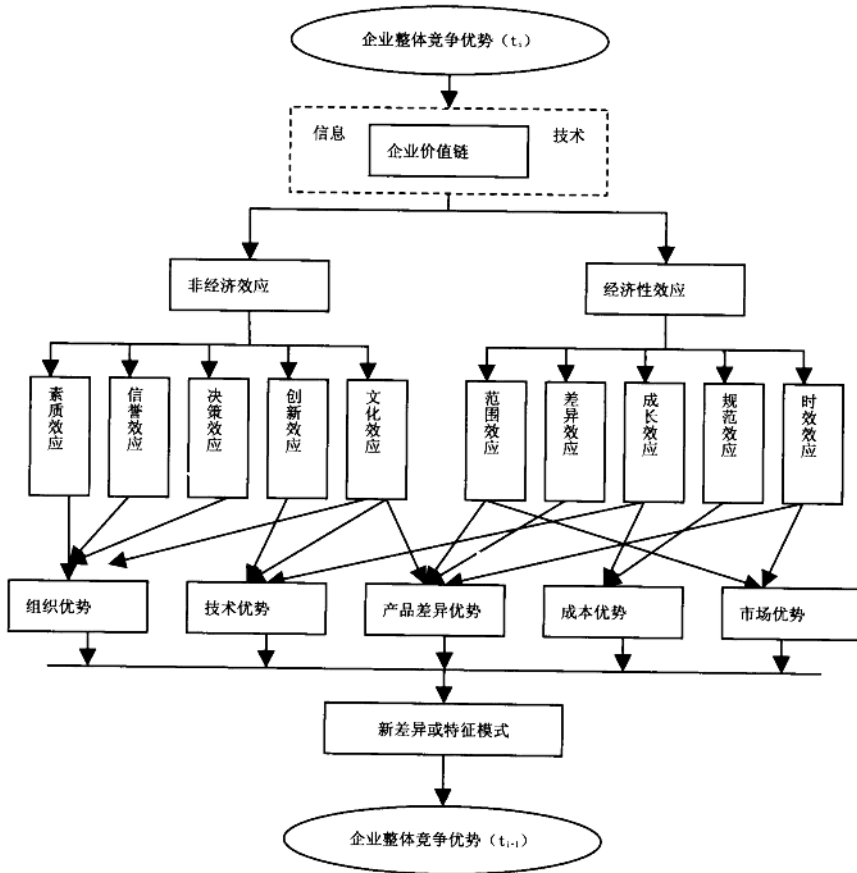 企业整体竞争优势（tᵢ）
信息
技术
企业价值链
非经济效应
经济性效应
素质效应
信誉效应
决策效应
创新效应
文化效应
范围效应
差异效应
成长效应
规范效应
时效效应
组织优势
技术优势
产品差异优势
成本优势
市场优势
新差异或特征模式
企业整体竞争优势（tᵢ₋₁）